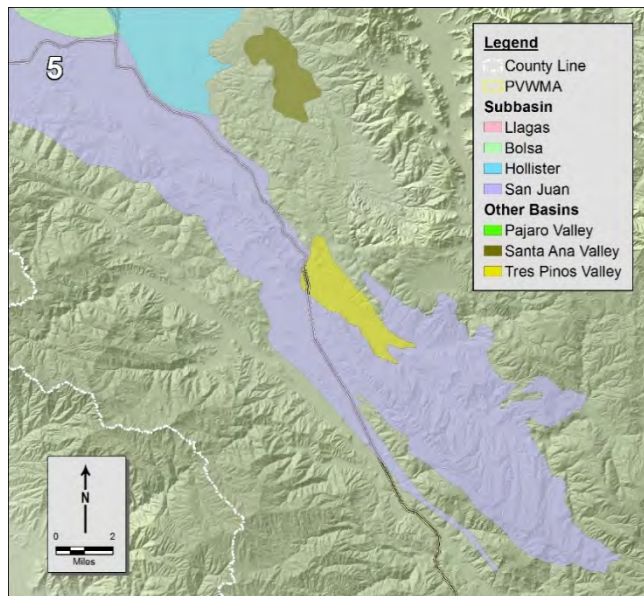 5
Legend
County Line
PVWMA
Subbasin
Llagas
Bolsa
Hollister
San Juan
Other Basins
Pajaro Valley
Santa Ana Valley
Tres Pinos Valley
N
0 2
Miles